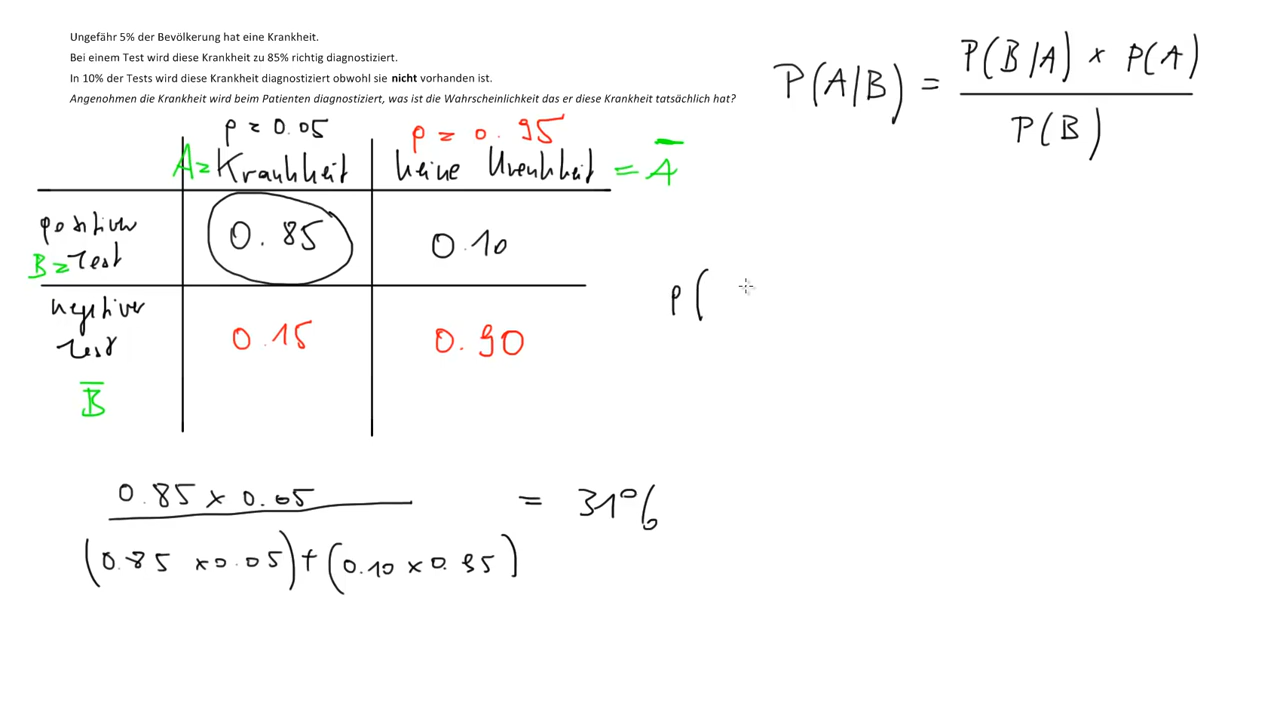 Ungefähr 5% der Bevölkerung hat eine Krankheit.
Bei einem Test wird diese Krankheit zu 85% richtig diagnostiziert.
In 10% der Tests wird diese Krankheit diagnostiziert obwohl sie nicht vorhanden ist.
Angenommen die Krankheit wird beim Patienten diagnostiziert, was ist die Wahrscheinlichkeit das er diese Krankheit tatsächlich hat?
P(A|B) = P(B|A) × P(A)
P(B)
p = 0.05 p = 0.95
A = Krankheit keine Krankheit = A̅
positiver
B = Test 0.85 0.10
negativer
Test 0.15 0.90
B̅
p(
0.85 × 0.05 = 31%
(0.85 × 0.05) + (0.10 × 0.95)